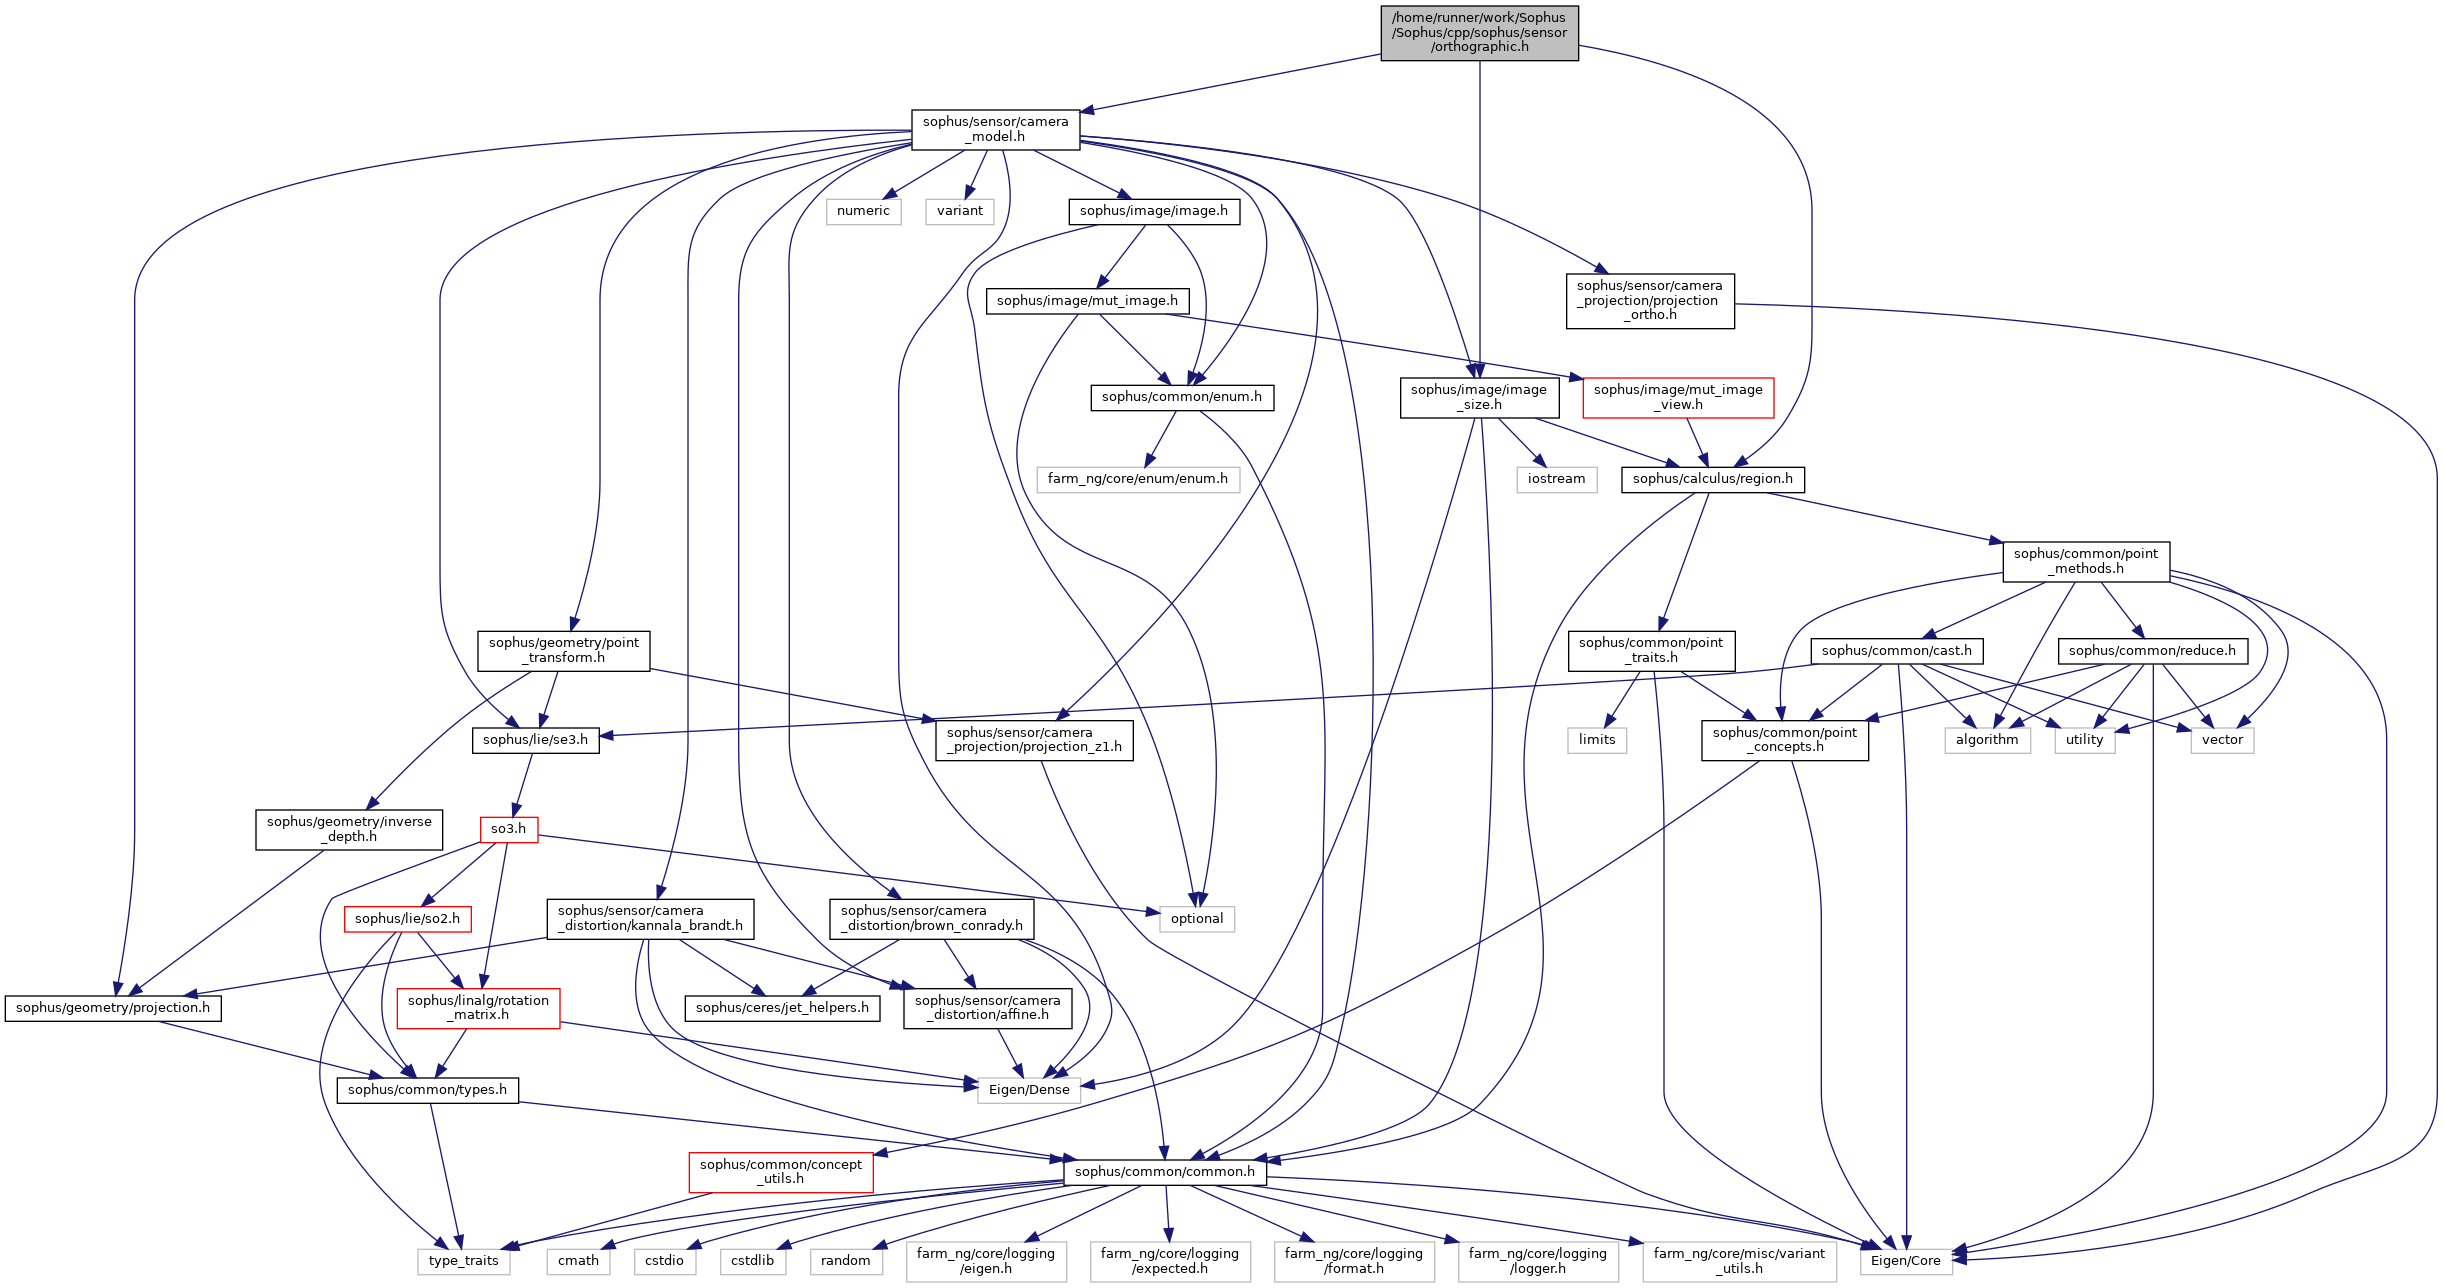 /home/runner/work/Sophus
/Sophus/cpp/sophus/sensor
/orthographic.h
sophus/sensor/camera
_model.h
numeric
variant
sophus/image/image.h
sophus/image/mut_image.h
sophus/sensor/camera
_projection/projection
_ortho.h
sophus/common/enum.h
sophus/image/image
_size.h
sophus/image/mut_image
_view.h
farm_ng/core/enum/enum.h
iostream
sophus/calculus/region.h
sophus/common/point
_methods.h
sophus/geometry/point
_transform.h
sophus/common/point
_traits.h
sophus/common/cast.h
sophus/common/reduce.h
sophus/lie/se3.h
sophus/sensor/camera
_projection/projection_z1.h
limits
sophus/common/point
_concepts.h
algorithm
utility
vector
sophus/geometry/inverse
_depth.h
so3.h
sophus/lie/so2.h
sophus/sensor/camera
_distortion/kannala_brandt.h
sophus/sensor/camera
_distortion/brown_conrady.h
optional
sophus/geometry/projection.h
sophus/linalg/rotation
_matrix.h
sophus/ceres/jet_helpers.h
sophus/sensor/camera
_distortion/affine.h
sophus/common/types.h
Eigen/Dense
sophus/common/concept
_utils.h
sophus/common/common.h
type_traits
cmath
cstdio
cstdlib
random
farm_ng/core/logging
/eigen.h
farm_ng/core/logging
/expected.h
farm_ng/core/logging
/format.h
farm_ng/core/logging
/logger.h
farm_ng/core/misc/variant
_utils.h
Eigen/Core